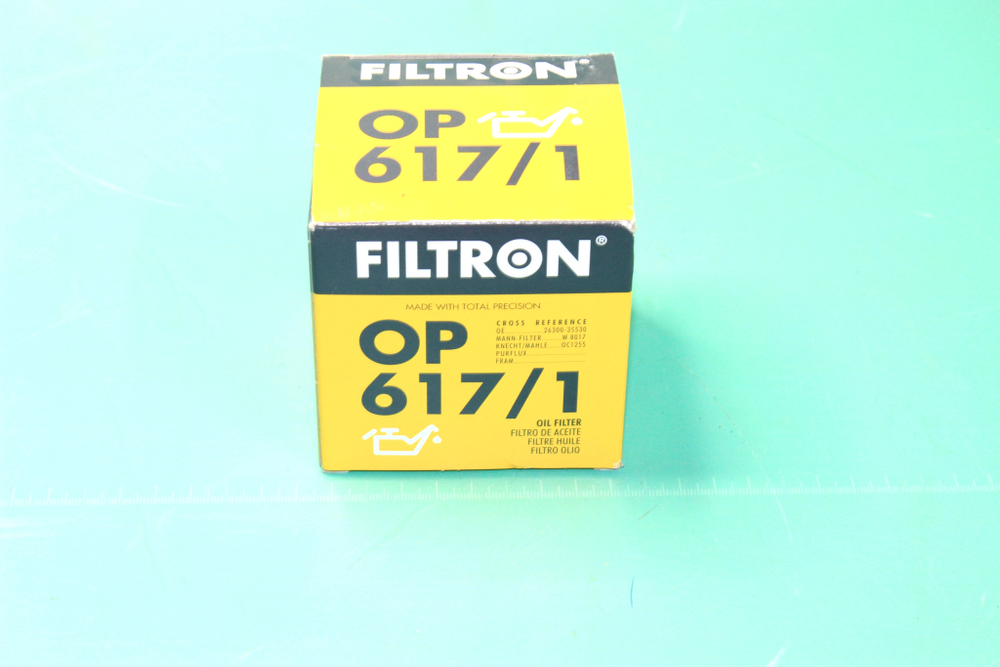 FILTRON®
OP
617/1
FILTRON®
MADE WITH TOTAL PRECISION
OP
617/1
CROSS REFERENCE
OE 26300-35530
MANN-FILTER W 8017
KNECHT/MAHLE OC1255
PURFLUX
FRAM
OIL FILTER
FILTRO DE ACEITE
FILTRE HUILE
FILTRO OLIO